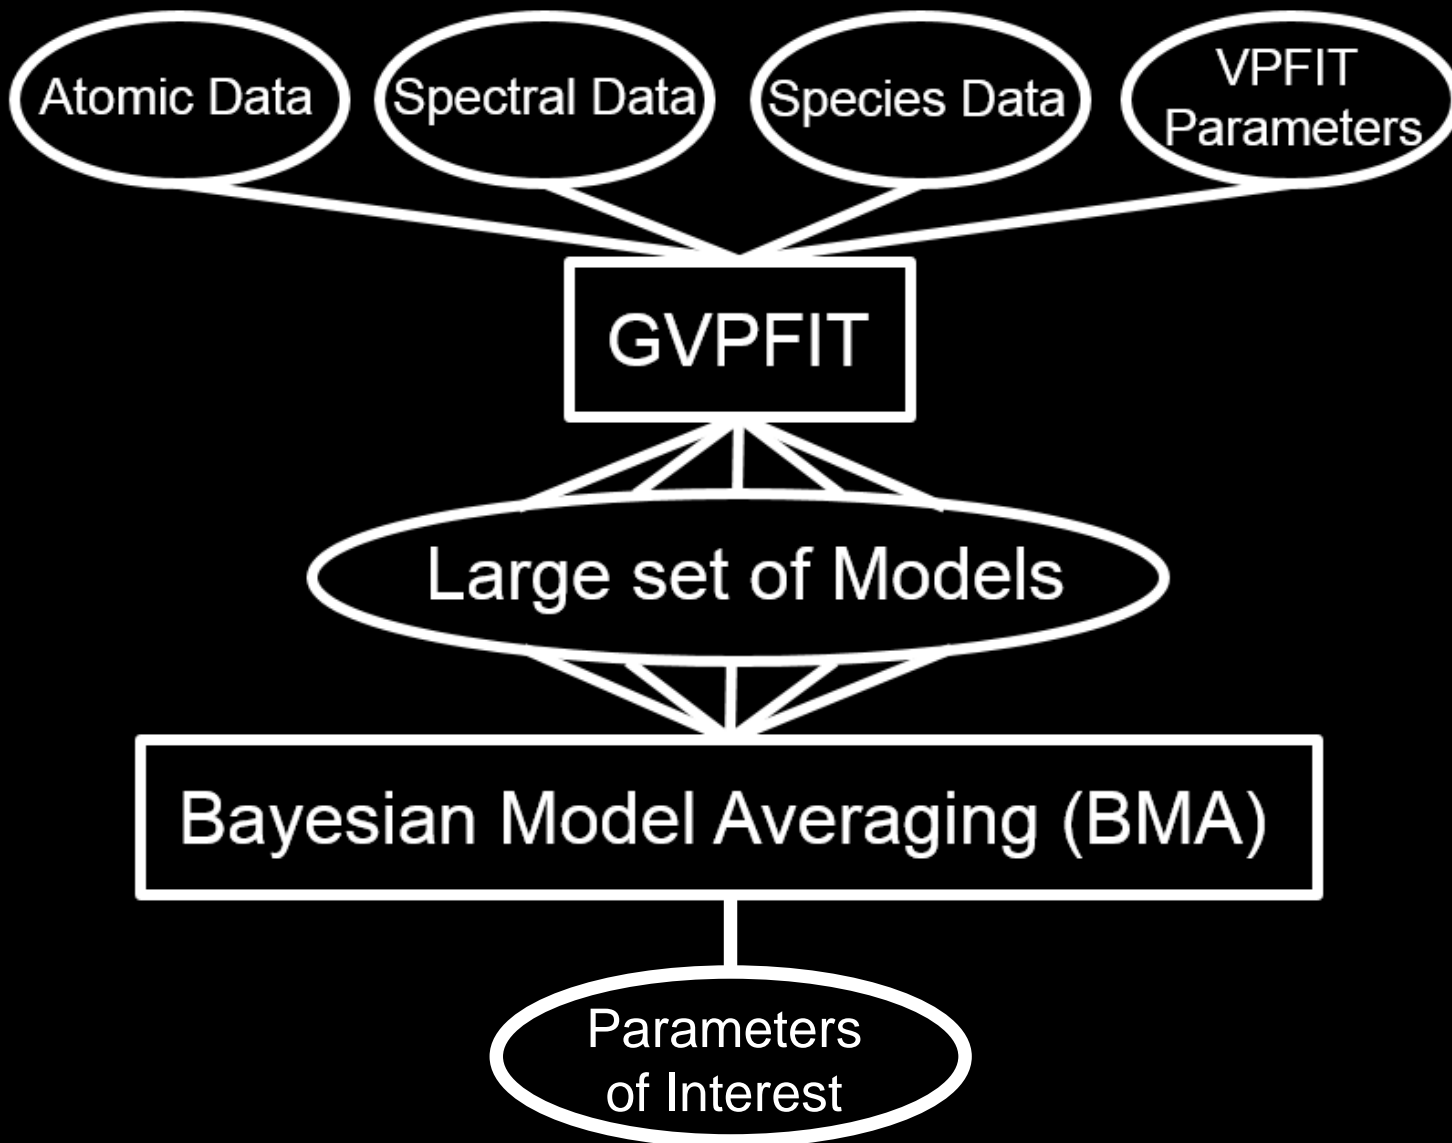 Atomic Data
Spectral Data
Species Data
VPFIT
Parameters
GVPFIT
Large set of Models
Bayesian Model Averaging (BMA)
Parameters
of Interest